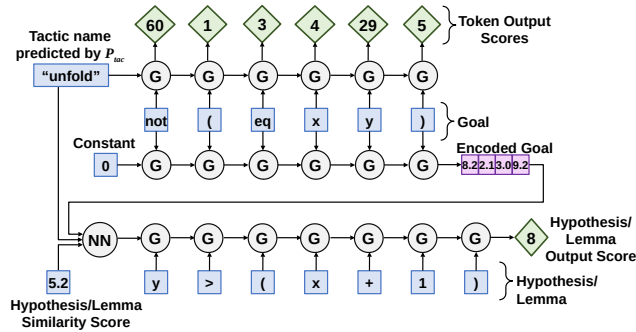 60 1 3 4 29 5
Token Output
Scores
Tactic name
predicted by P_tac
“unfold” G G G G G G
not ( eq x y )
Goal
Constant
0 G G G G G G
Encoded Goal
8.2 2.1 3.0 9.2
NN G G G G G G G 8
Hypothesis/
Lemma
Output Score
5.2 y > ( x + 1 )
Hypothesis/
Lemma
Hypothesis/Lemma
Similarity Score